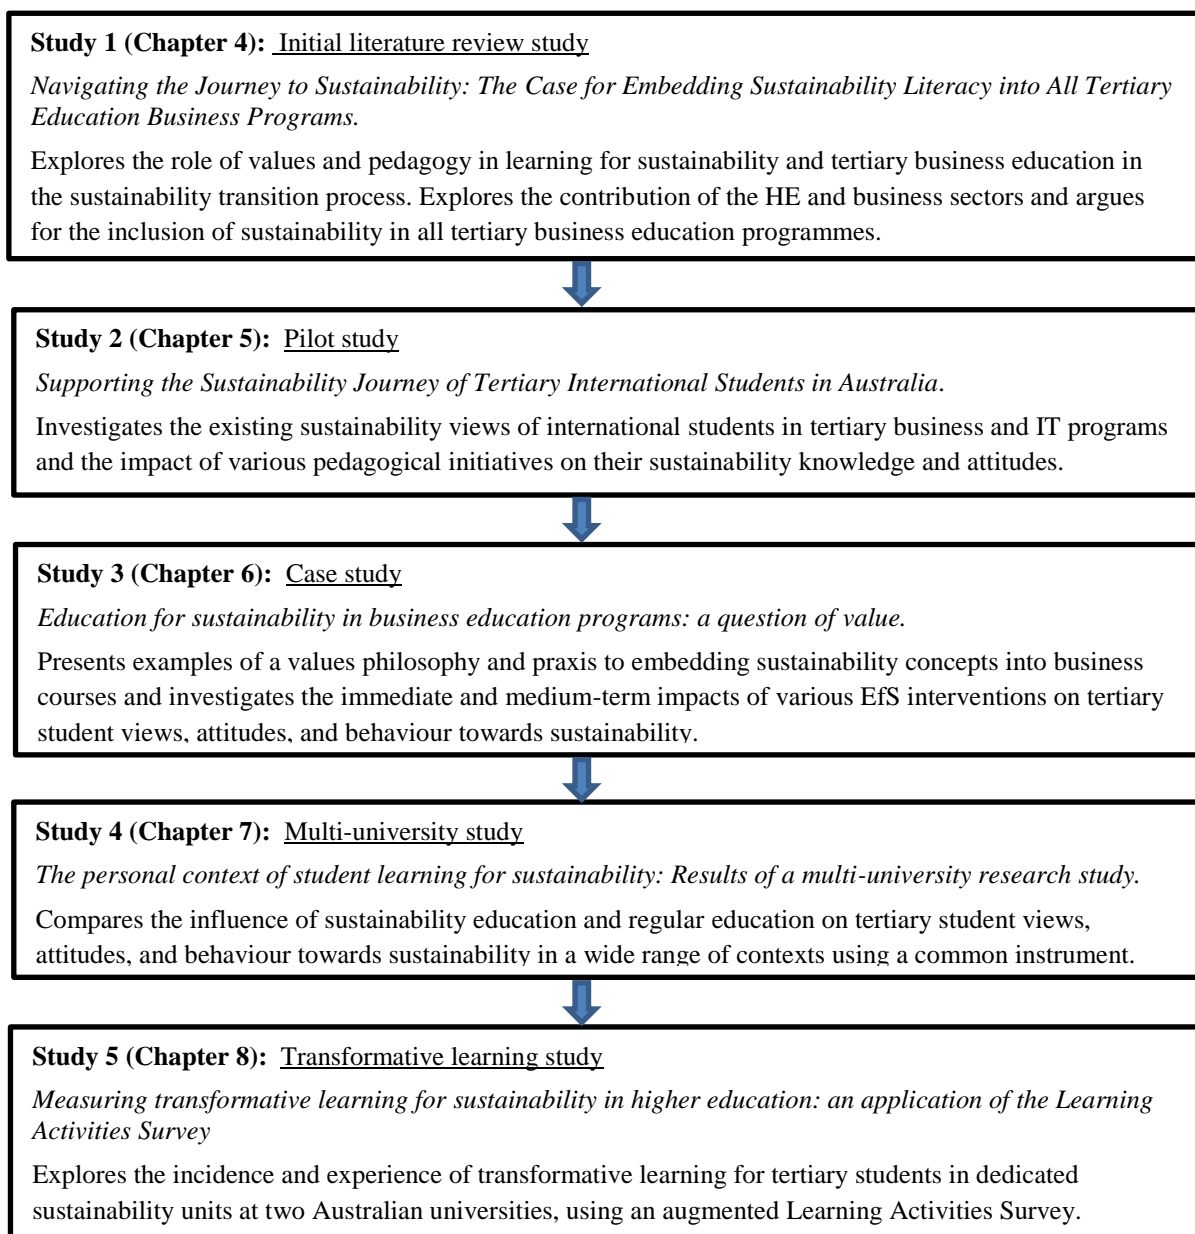 Study 1 (Chapter 4): Initial literature review study
Navigating the Journey to Sustainability: The Case for Embedding Sustainability Literacy into All Tertiary
Education Business Programs.
Explores the role of values and pedagogy in learning for sustainability and tertiary business education in
the sustainability transition process. Explores the contribution of the HE and business sectors and argues
for the inclusion of sustainability in all tertiary business education programmes.
Study 2 (Chapter 5): Pilot study
Supporting the Sustainability Journey of Tertiary International Students in Australia.
Investigates the existing sustainability views of international students in tertiary business and IT programs
and the impact of various pedagogical initiatives on their sustainability knowledge and attitudes.
Study 3 (Chapter 6): Case study
Education for sustainability in business education programs: a question of value.
Presents examples of a values philosophy and praxis to embedding sustainability concepts into business
courses and investigates the immediate and medium-term impacts of various EfS interventions on tertiary
student views, attitudes, and behaviour towards sustainability.
Study 4 (Chapter 7): Multi-university study
The personal context of student learning for sustainability: Results of a multi-university research study.
Compares the influence of sustainability education and regular education on tertiary student views,
attitudes, and behaviour towards sustainability in a wide range of contexts using a common instrument.
Study 5 (Chapter 8): Transformative learning study
Measuring transformative learning for sustainability in higher education: an application of the Learning
Activities Survey
Explores the incidence and experience of transformative learning for tertiary students in dedicated
sustainability units at two Australian universities, using an augmented Learning Activities Survey.